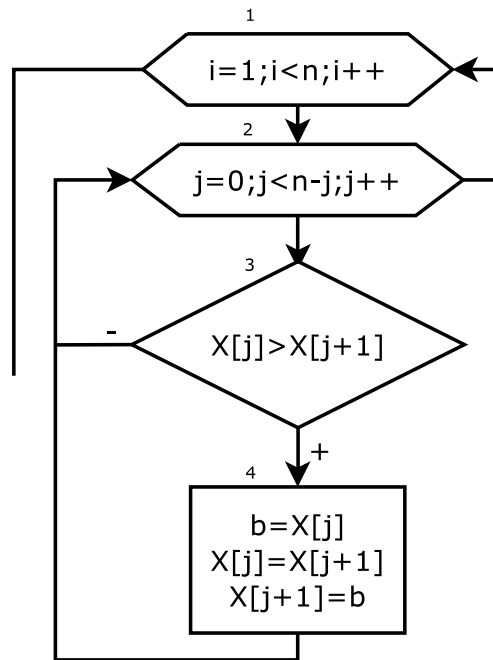 1
i=1;i<n;i++
2
j=0;j<n-j;j++
3
X[j]>X[j+1]
-
+
4
b=X[j]
X[j]=X[j+1]
X[j+1]=b